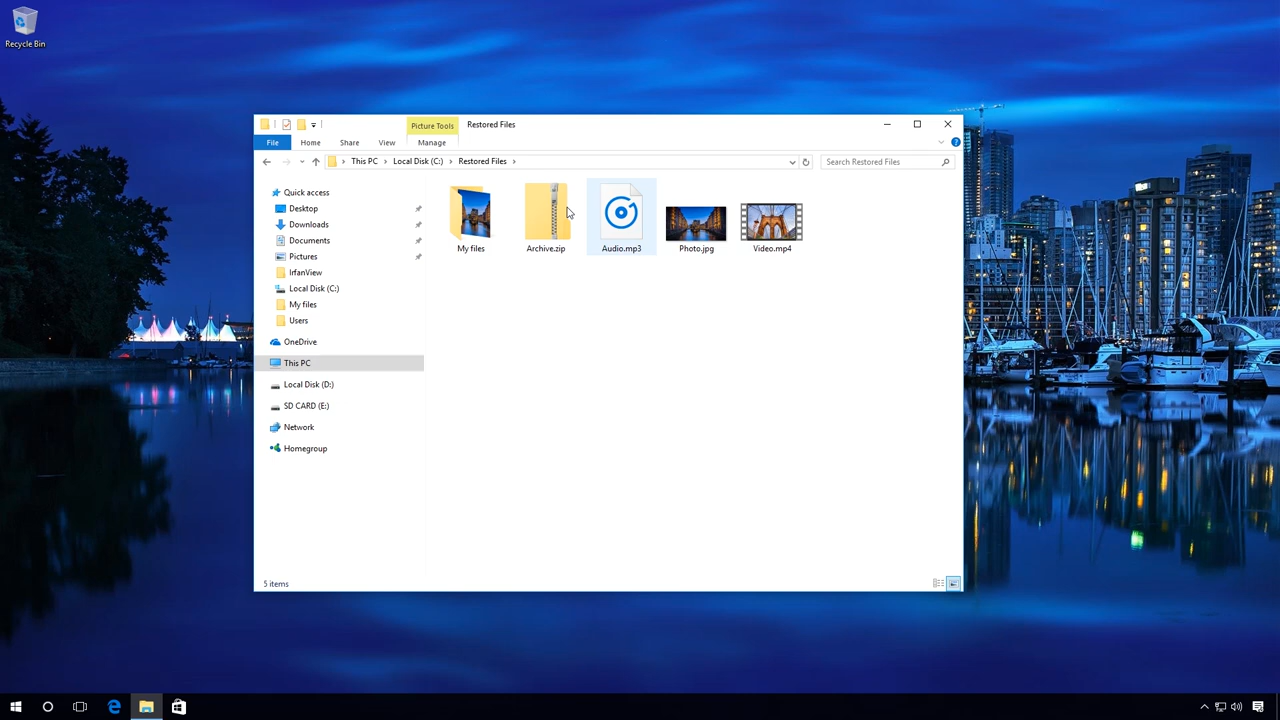 Recycle Bin
Picture Tools
Restored Files
File
Home
Share
View
Manage
This PC
Local Disk (C:)
Restored Files
Search Restored Files
Quick access
Desktop
Downloads
Documents
Pictures
IrfanView
Local Disk (C:)
My files
Users
OneDrive
This PC
Local Disk (D:)
SD CARD (E:)
Network
Homegroup
My files
Archive.zip
Audio.mp3
Photo.jpg
Video.mp4
5 items